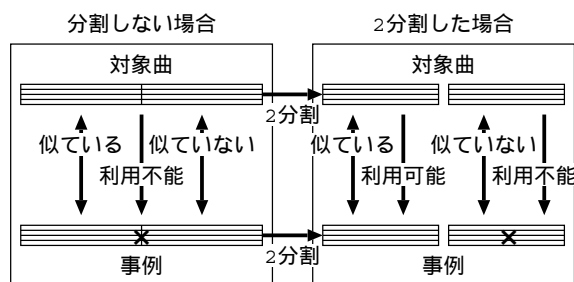 分割しない場合
2分割した場合
対象曲
対象曲
2分割
似ている
似ていない
利用不能
似ている
似ていない
利用可能
利用不能
2分割
事例
事例